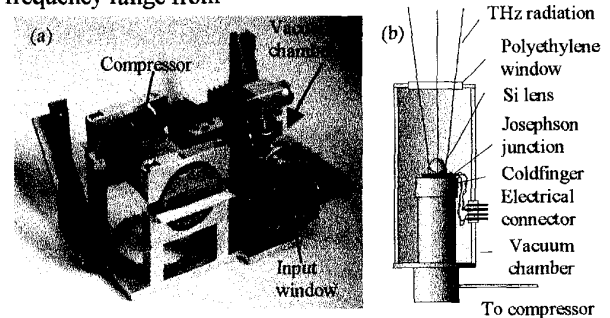 frequency range from
(a)
Vacuum
chamber
Compressor
Input
window
(b)
THz radiation
Polyethylene
window
Si lens
Josephson
junction
Coldfinger
Electrical
connector
Vacuum
chamber
To compressor